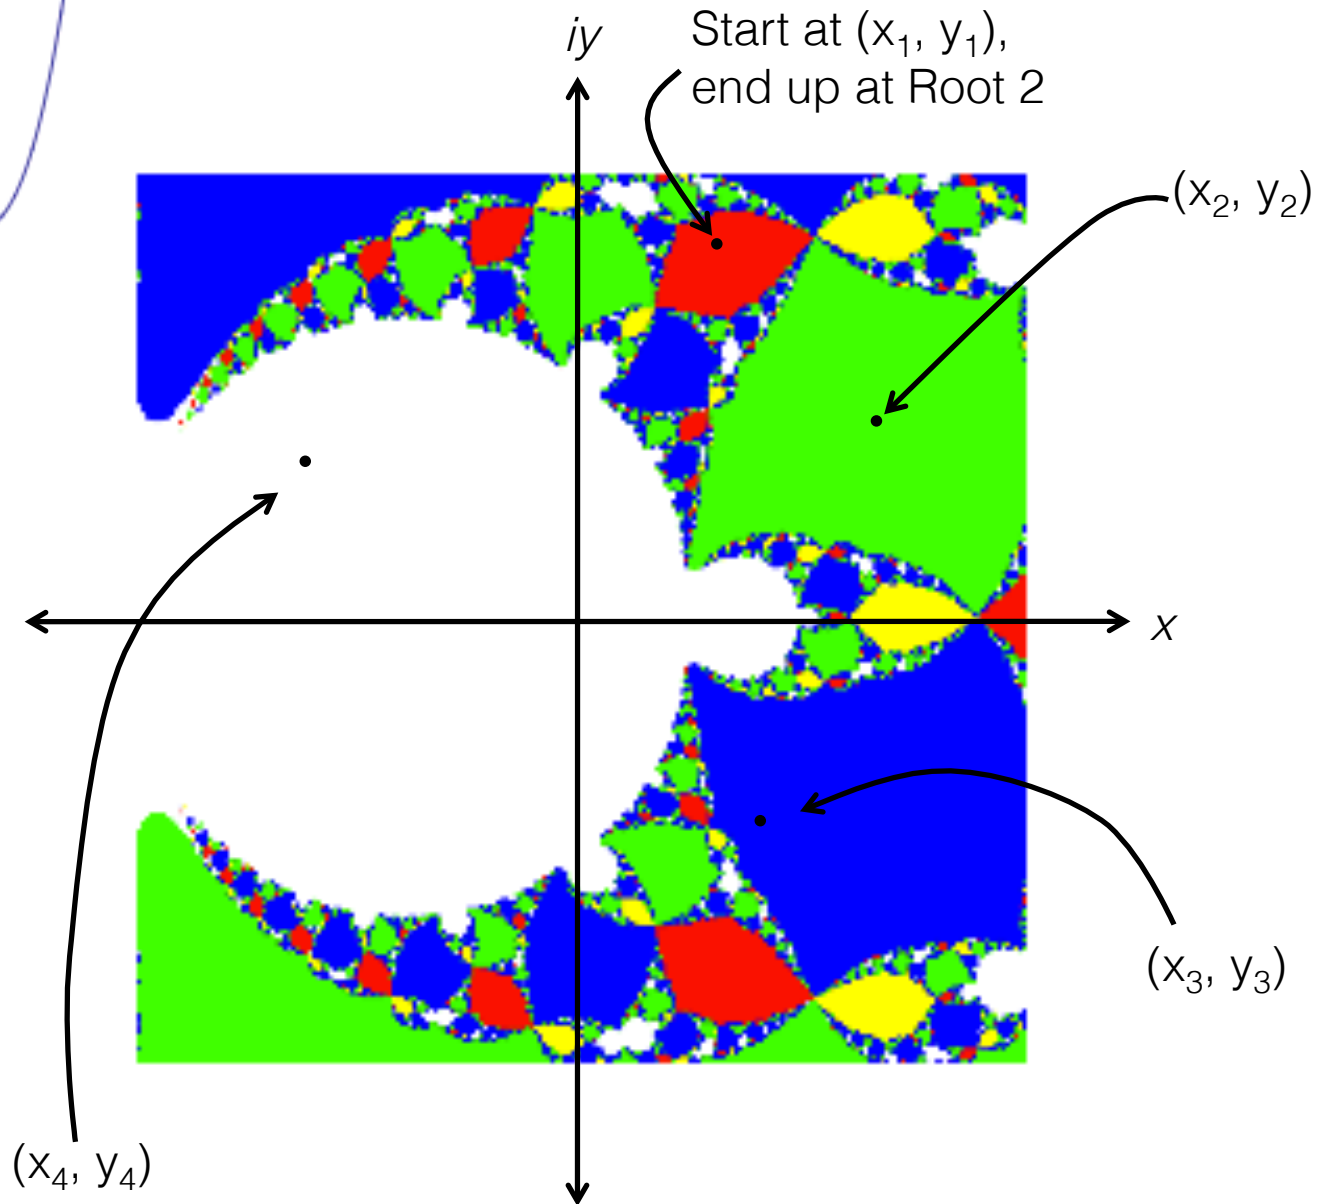 Start at (x₁, y₁),
end up at Root 2
iy
(x₂, y₂)
x
(x₃, y₃)
(x₄, y₄)